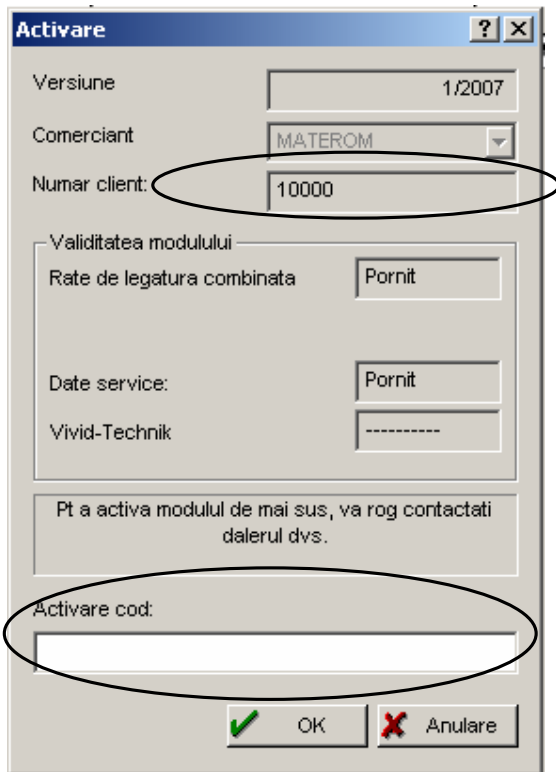 Activare
Versiune 1/2007
Comerciant MATEROM
Numar client: 10000
Validitatea modulului
Rate de legatura combinata Pornit
Date service: Pornit
Vivid-Technik ----------
Pt a activa modulul de mai sus, va rog contactati
dalerul dvs.
Activare cod:
OK Anulare